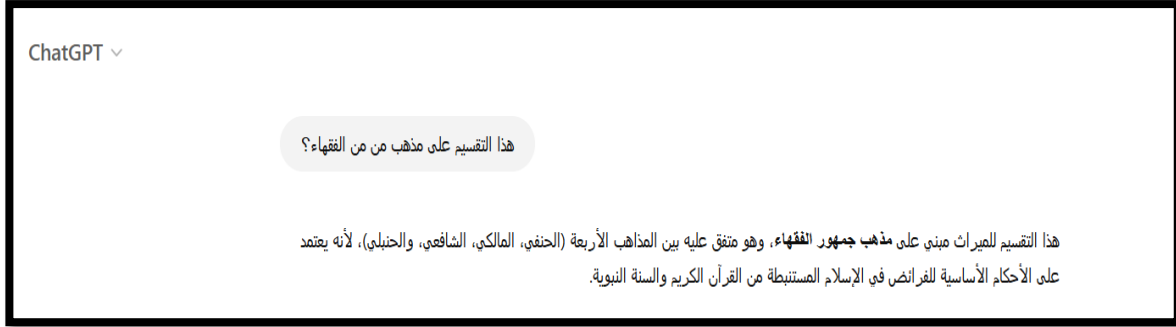 ChatGPT
هذا التقسيم على مذهب من من الفقهاء؟
هذا التقسيم للميراث مبني على مذهب جمهور الفقهاء، وهو متفق عليه بين المذاهب الأربعة (الحنفي، المالكي، الشافعي، والحنبلي)، لأنه يعتمد
على الأحكام الأساسية للفرائض في الإسلام المستنبطة من القرآن الكريم والسنة النبوية.